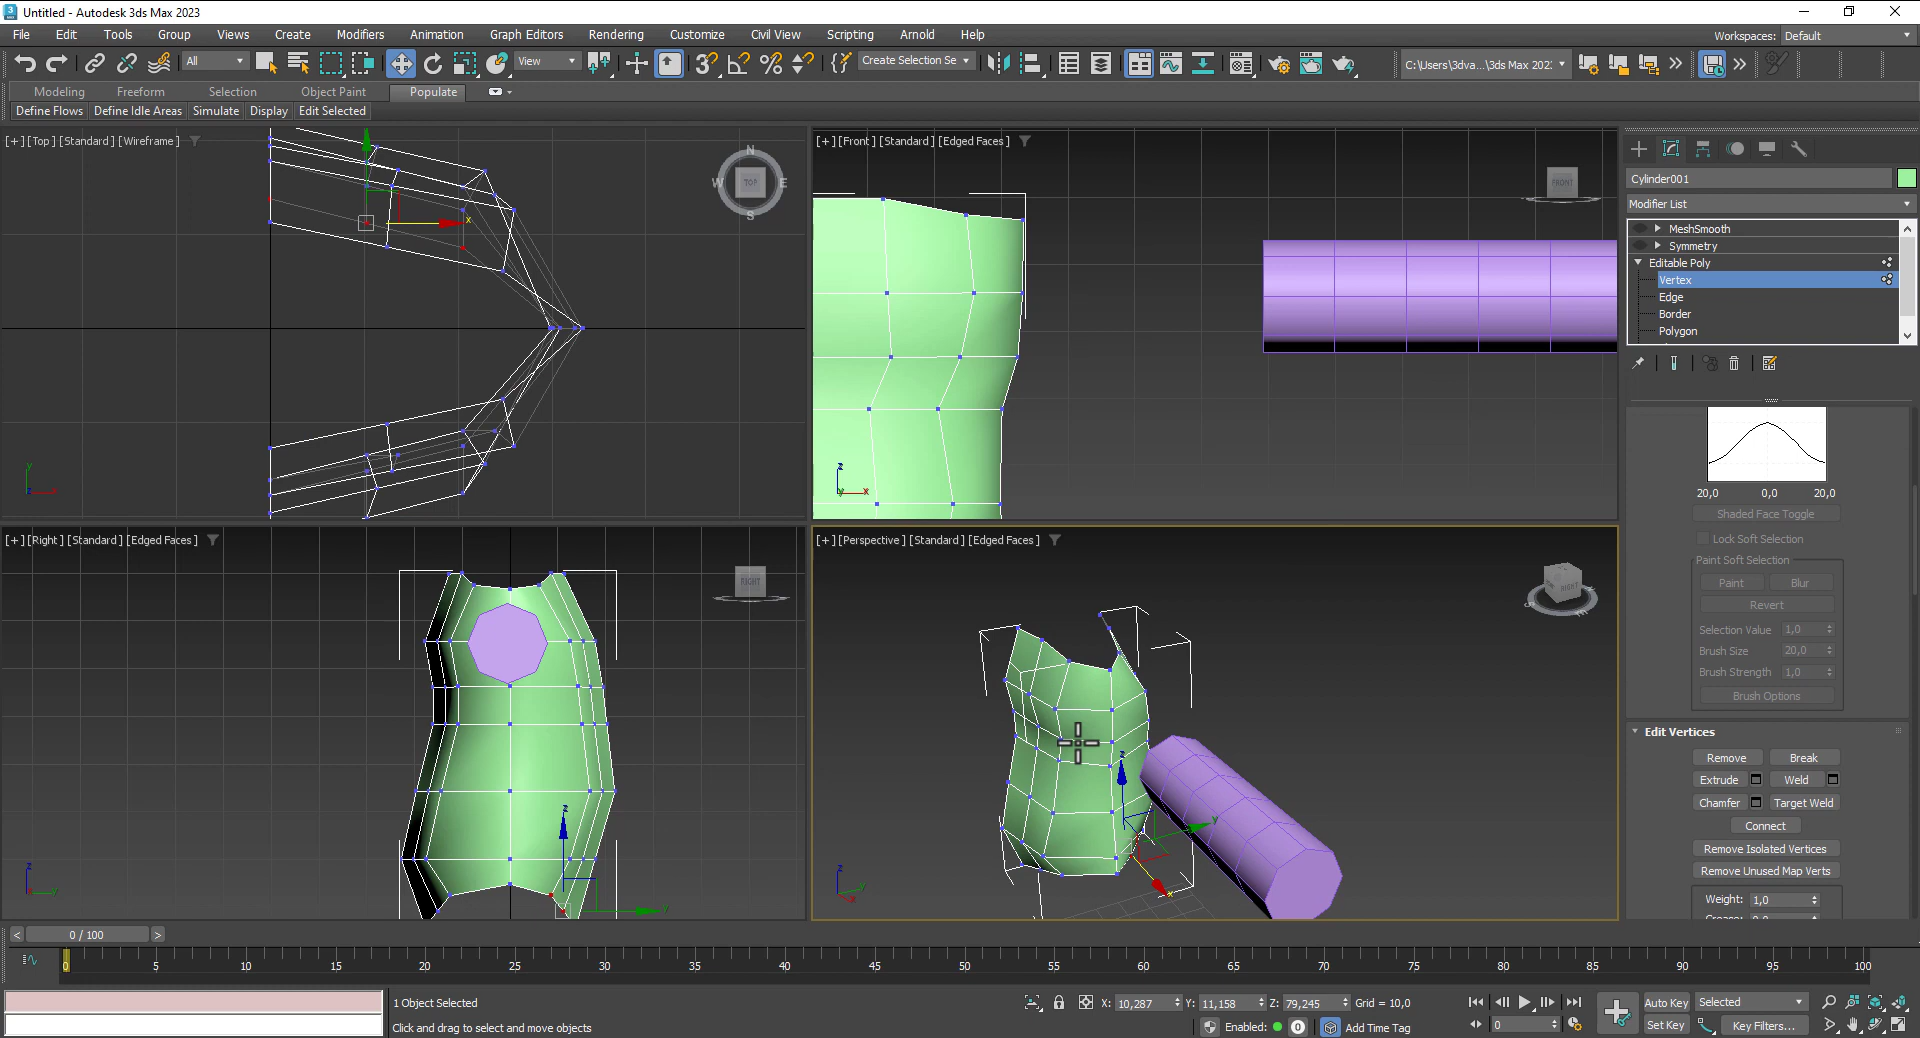 Untitled - Autodesk 3ds Max 2023
File Edit Tools Group Views Create Modifiers Animation Graph Editors Rendering Customize Civil View Scripting Arnold Help
Workspaces: Default
All View Create Selection Se C:\Users\3dva...\3ds Max 202:
Modeling Freeform Selection Object Paint Populate
Define Flows Define Idle Areas Simulate Display Edit Selected
[+] [Top] [Standard] [Wireframe]
N
W TOP E
S
x
y
[+] [Front] [Standard] [Edged Faces]
FRONT
z
x
Cylinder001
Modifier List
MeshSmooth
Symmetry
Editable Poly
Vertex
Edge
Border
Polygon
20,0 0,0 20,0
Shaded Face Toggle
Lock Soft Selection
Paint Soft Selection
Paint Blur
Revert
Selection Value 1,0
Brush Size 20,0
Brush Strength 1,0
Brush Options
Edit Vertices
Remove Break
Extrude Weld
Chamfer Target Weld
Connect
Remove Isolated Vertices
Remove Unused Map Verts
Weight: 1,0
[+] [Right] [Standard] [Edged Faces]
RIGHT
z
y
z
[+] [Perspective] [Standard] [Edged Faces]
RIGHT
z
y
x
z
y
x
< 0 / 100 >
0 5 10 15 20 25 30 35 40 45 50 55 60 65 70 75 80 85 90 95 100
1 Object Selected
Click and drag to select and move objects
X: 10,287 Y: 11,158 Z: 79,245 Grid = 10,0
Enabled: 0 Add Time Tag
0
Auto Key Selected
Set Key Key Filters...